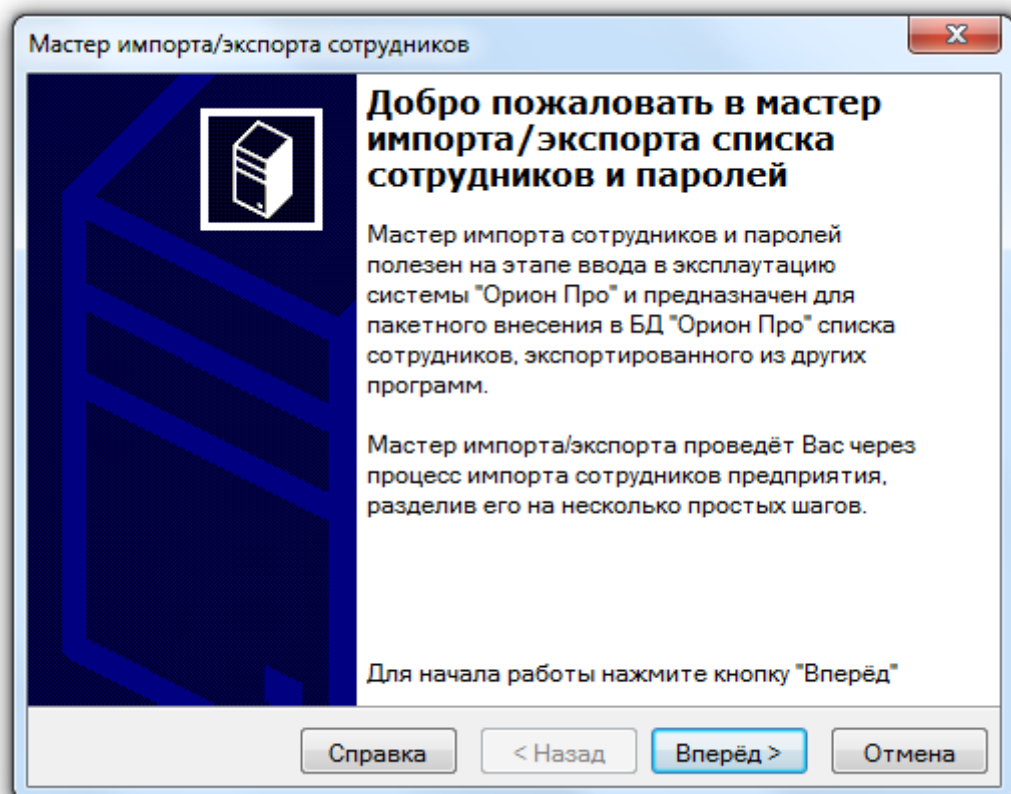 Мастер импорта/экспорта сотрудников
Добро пожаловать в мастер
импорта/экспорта списка
сотрудников и паролей
Мастер импорта сотрудников и паролей
полезен на этапе ввода в эксплаутацию
системы "Орион Про" и предназначен для
пакетного внесения в БД "Орион Про" списка
сотрудников, экспортированного из других
программ.
Мастер импорта/экспорта проведёт Вас через
процесс импорта сотрудников предприятия,
разделив его на несколько простых шагов.
Для начала работы нажмите кнопку "Вперёд"
Справка < Назад Вперёд > Отмена